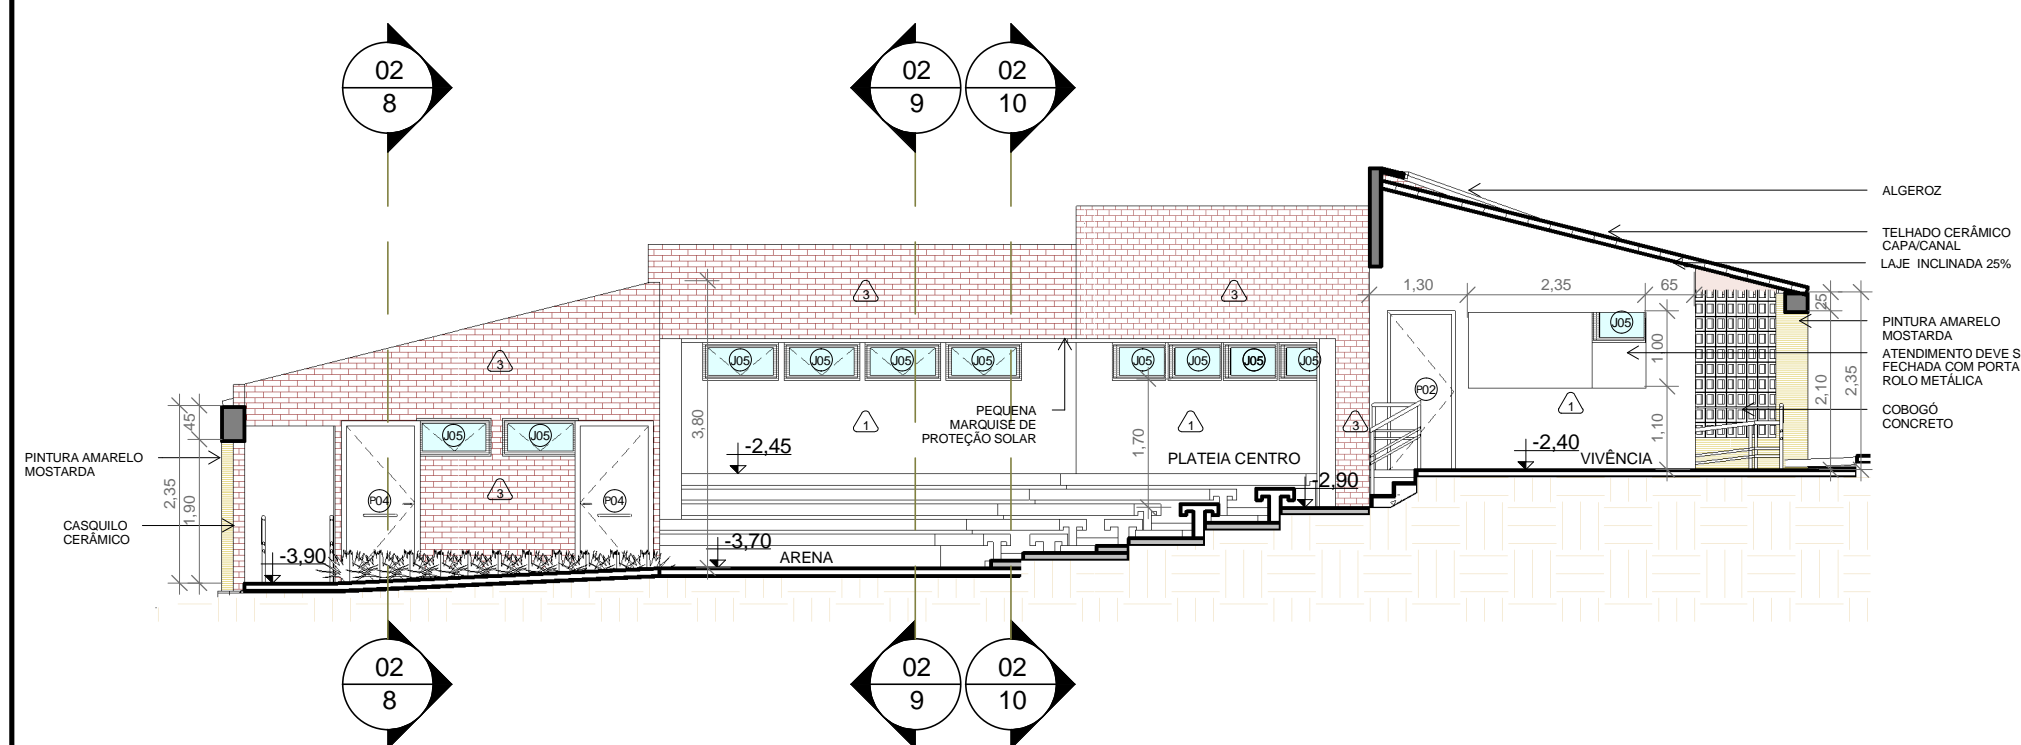 02
8
02
9
02
10
ALGEROZ
TELHADO CERÂMICO
CAPA/CANAL
LAJE INCLINADA 25%
PINTURA AMARELO
MOSTARDA
ATENDIMENTO DEVE S
FECHADA COM PORTA
ROLO METÁLICA
COBOGÓ
CONCRETO
1,30
2,35
65
25
1,00
1,10
2,10
2,35
J05
P02
1
VIVÊNCIA
-2,40
3
3
3
3
3
J05
J05
J05
J05
J05
J05
J05
J05
1
1
PEQUENA
MARQUISE DE
PROTEÇÃO SOLAR
3,80
1,70
-2,45
PLATEIA CENTRO
-2,90
J05
J05
P04
P04
-3,90
-3,70
ARENA
45
2,35
1,90
PINTURA AMARELO
MOSTARDA
CASQUILO
CERÂMICO
02
8
02
9
02
10